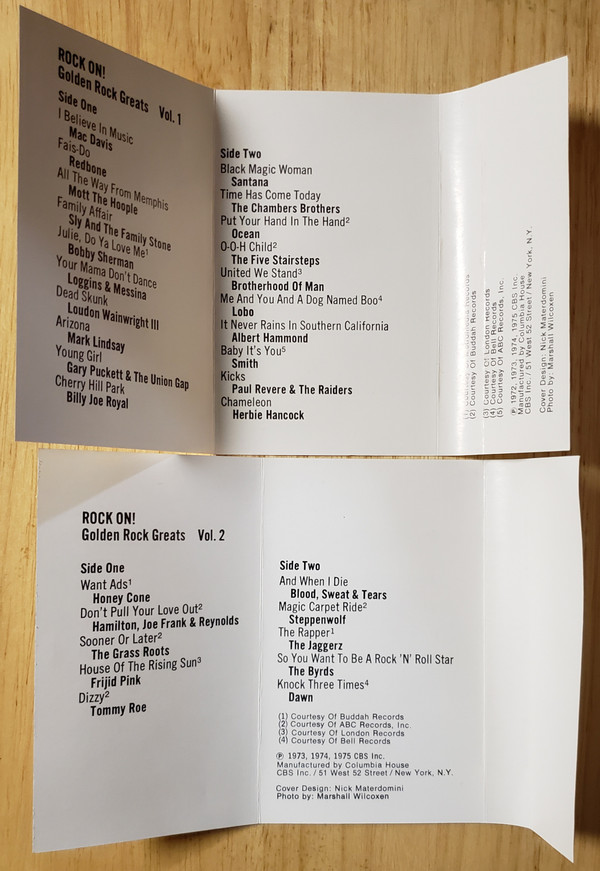 ROCK ON!
Golden Rock Greats Vol. 1
Side One
I Believe In Music
Mac Davis
Fais-Do
Redbone
All The Way From Memphis
Mott The Hoople
Family Affair
Sly And The Family Stone
Julie, Do Ya Love Me¹
Bobby Sherman
Your Mama Don't Dance
Loggins & Messina
Dead Skunk
Loudon Wainwright III
Arizona
Mark Lindsay
Young Girl
Gary Puckett & The Union Gap
Cherry Hill Park
Billy Joe Royal
Side Two
Black Magic Woman
Santana
Time Has Come Today
The Chambers Brothers
Put Your Hand In The Hand²
Ocean
O-O-H Child²
The Five Stairsteps
United We Stand³
Brotherhood Of Man
Me And You And A Dog Named Boo⁴
Lobo
It Never Rains In Southern California
Albert Hammond
Baby It's You⁵
Smith
Kicks
Paul Revere & The Raiders
Chameleon
Herbie Hancock
(2) Courtesy Of Buddah Records
(3) Courtesy Of London Records
(4) Courtesy Of Bell Records
(5) Courtesy Of ABC Records, Inc.
℗ 1972, 1973, 1974, 1975 CBS Inc.
Manufactured by Columbia House
CBS Inc. / 51 West 52 Street / New York, N.Y.
Cover Design: Nick Materdomini
Photo by: Marshall Wilcoxen
ROCK ON!
Golden Rock Greats Vol. 2
Side One
Want Ads¹
Honey Cone
Don't Pull Your Love Out²
Hamilton, Joe Frank & Reynolds
Sooner Or Later²
The Grass Roots
House Of The Rising Sun³
Frijid Pink
Dizzy²
Tommy Roe
Side Two
And When I Die
Blood, Sweat & Tears
Magic Carpet Ride²
Steppenwolf
The Rapper¹
The Jaggerz
So You Want To Be A Rock 'N' Roll Star
The Byrds
Knock Three Times⁴
Dawn
(1) Courtesy Of Buddah Records
(2) Courtesy Of ABC Records, Inc.
(3) Courtesy Of London Records
(4) Courtesy Of Bell Records
℗ 1973, 1974, 1975 CBS Inc.
Manufactured by Columbia House
CBS Inc. / 51 West 52 Street / New York, N.Y.
Cover Design: Nick Materdomini
Photo by: Marshall Wilcoxen